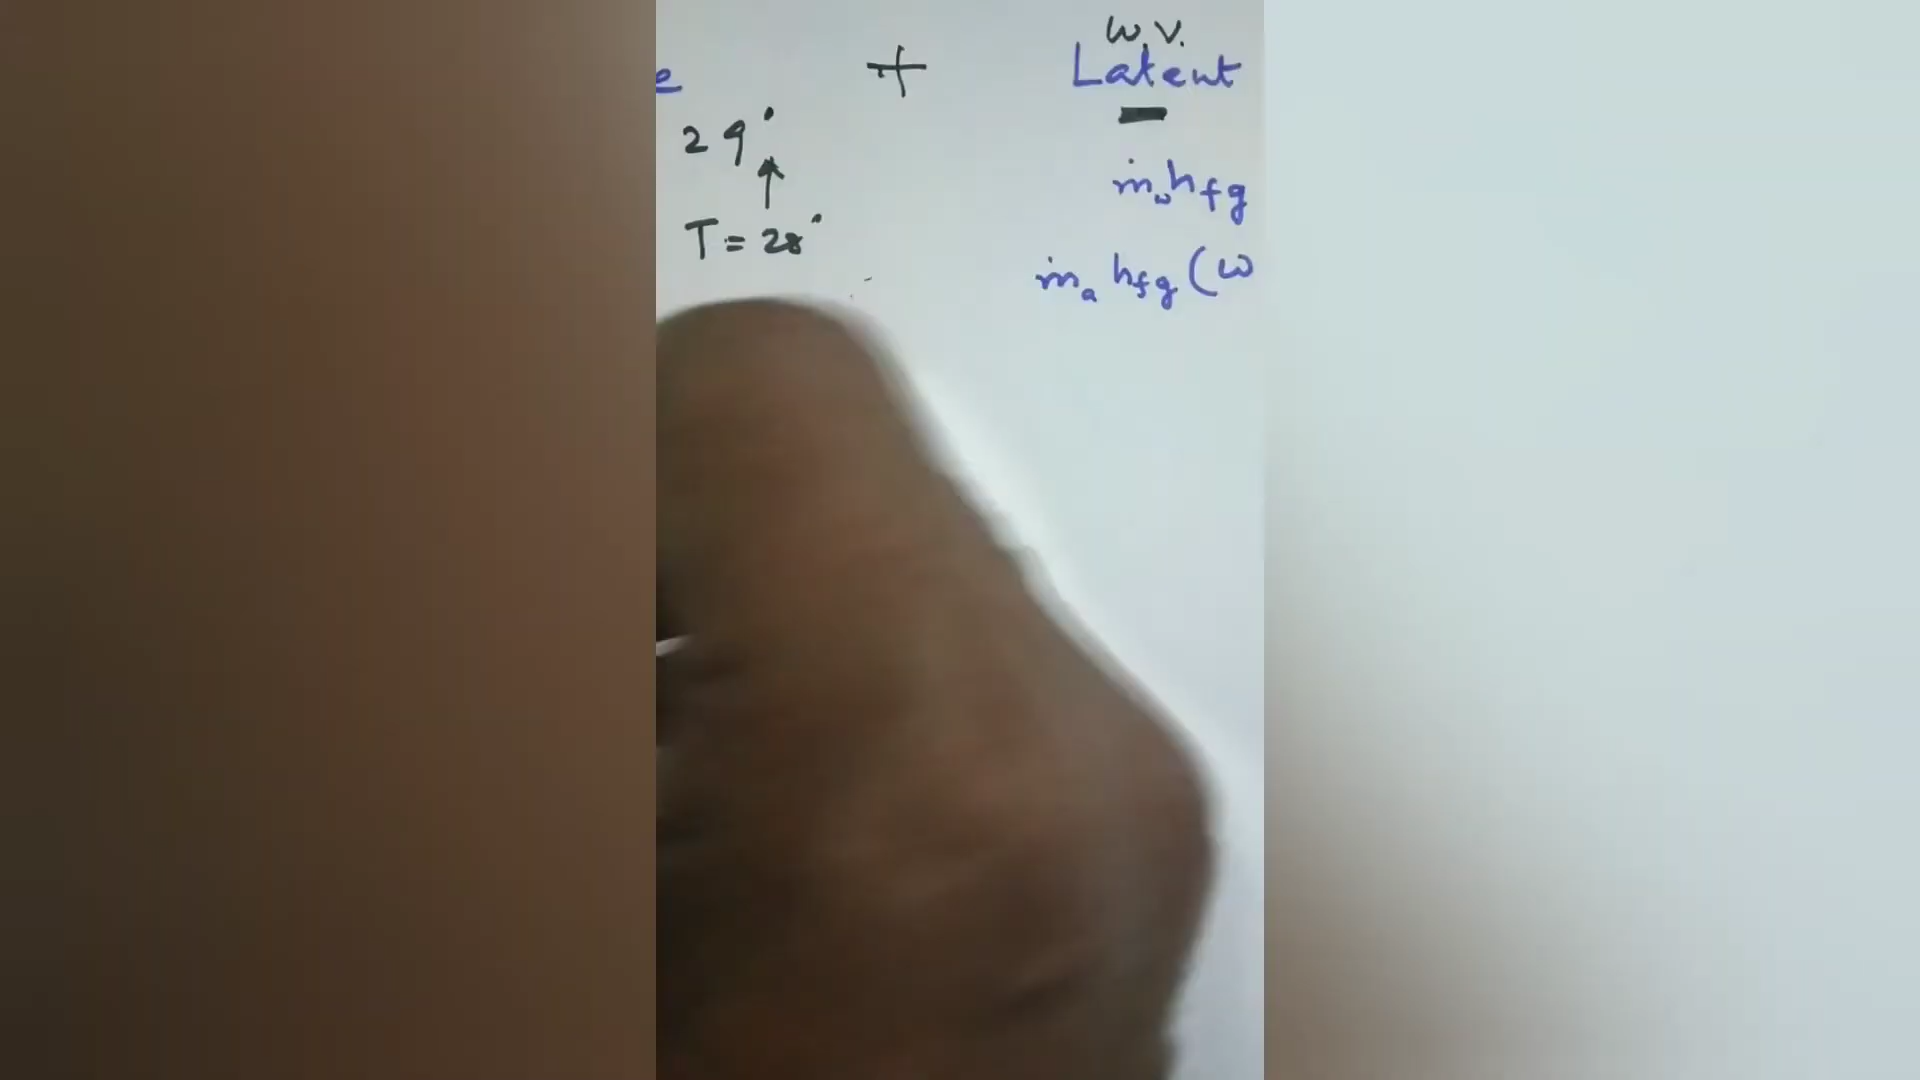 W.V.
e + Latent
29°
↑
ṁwhfg
T = 28°
ṁa hfg (ω